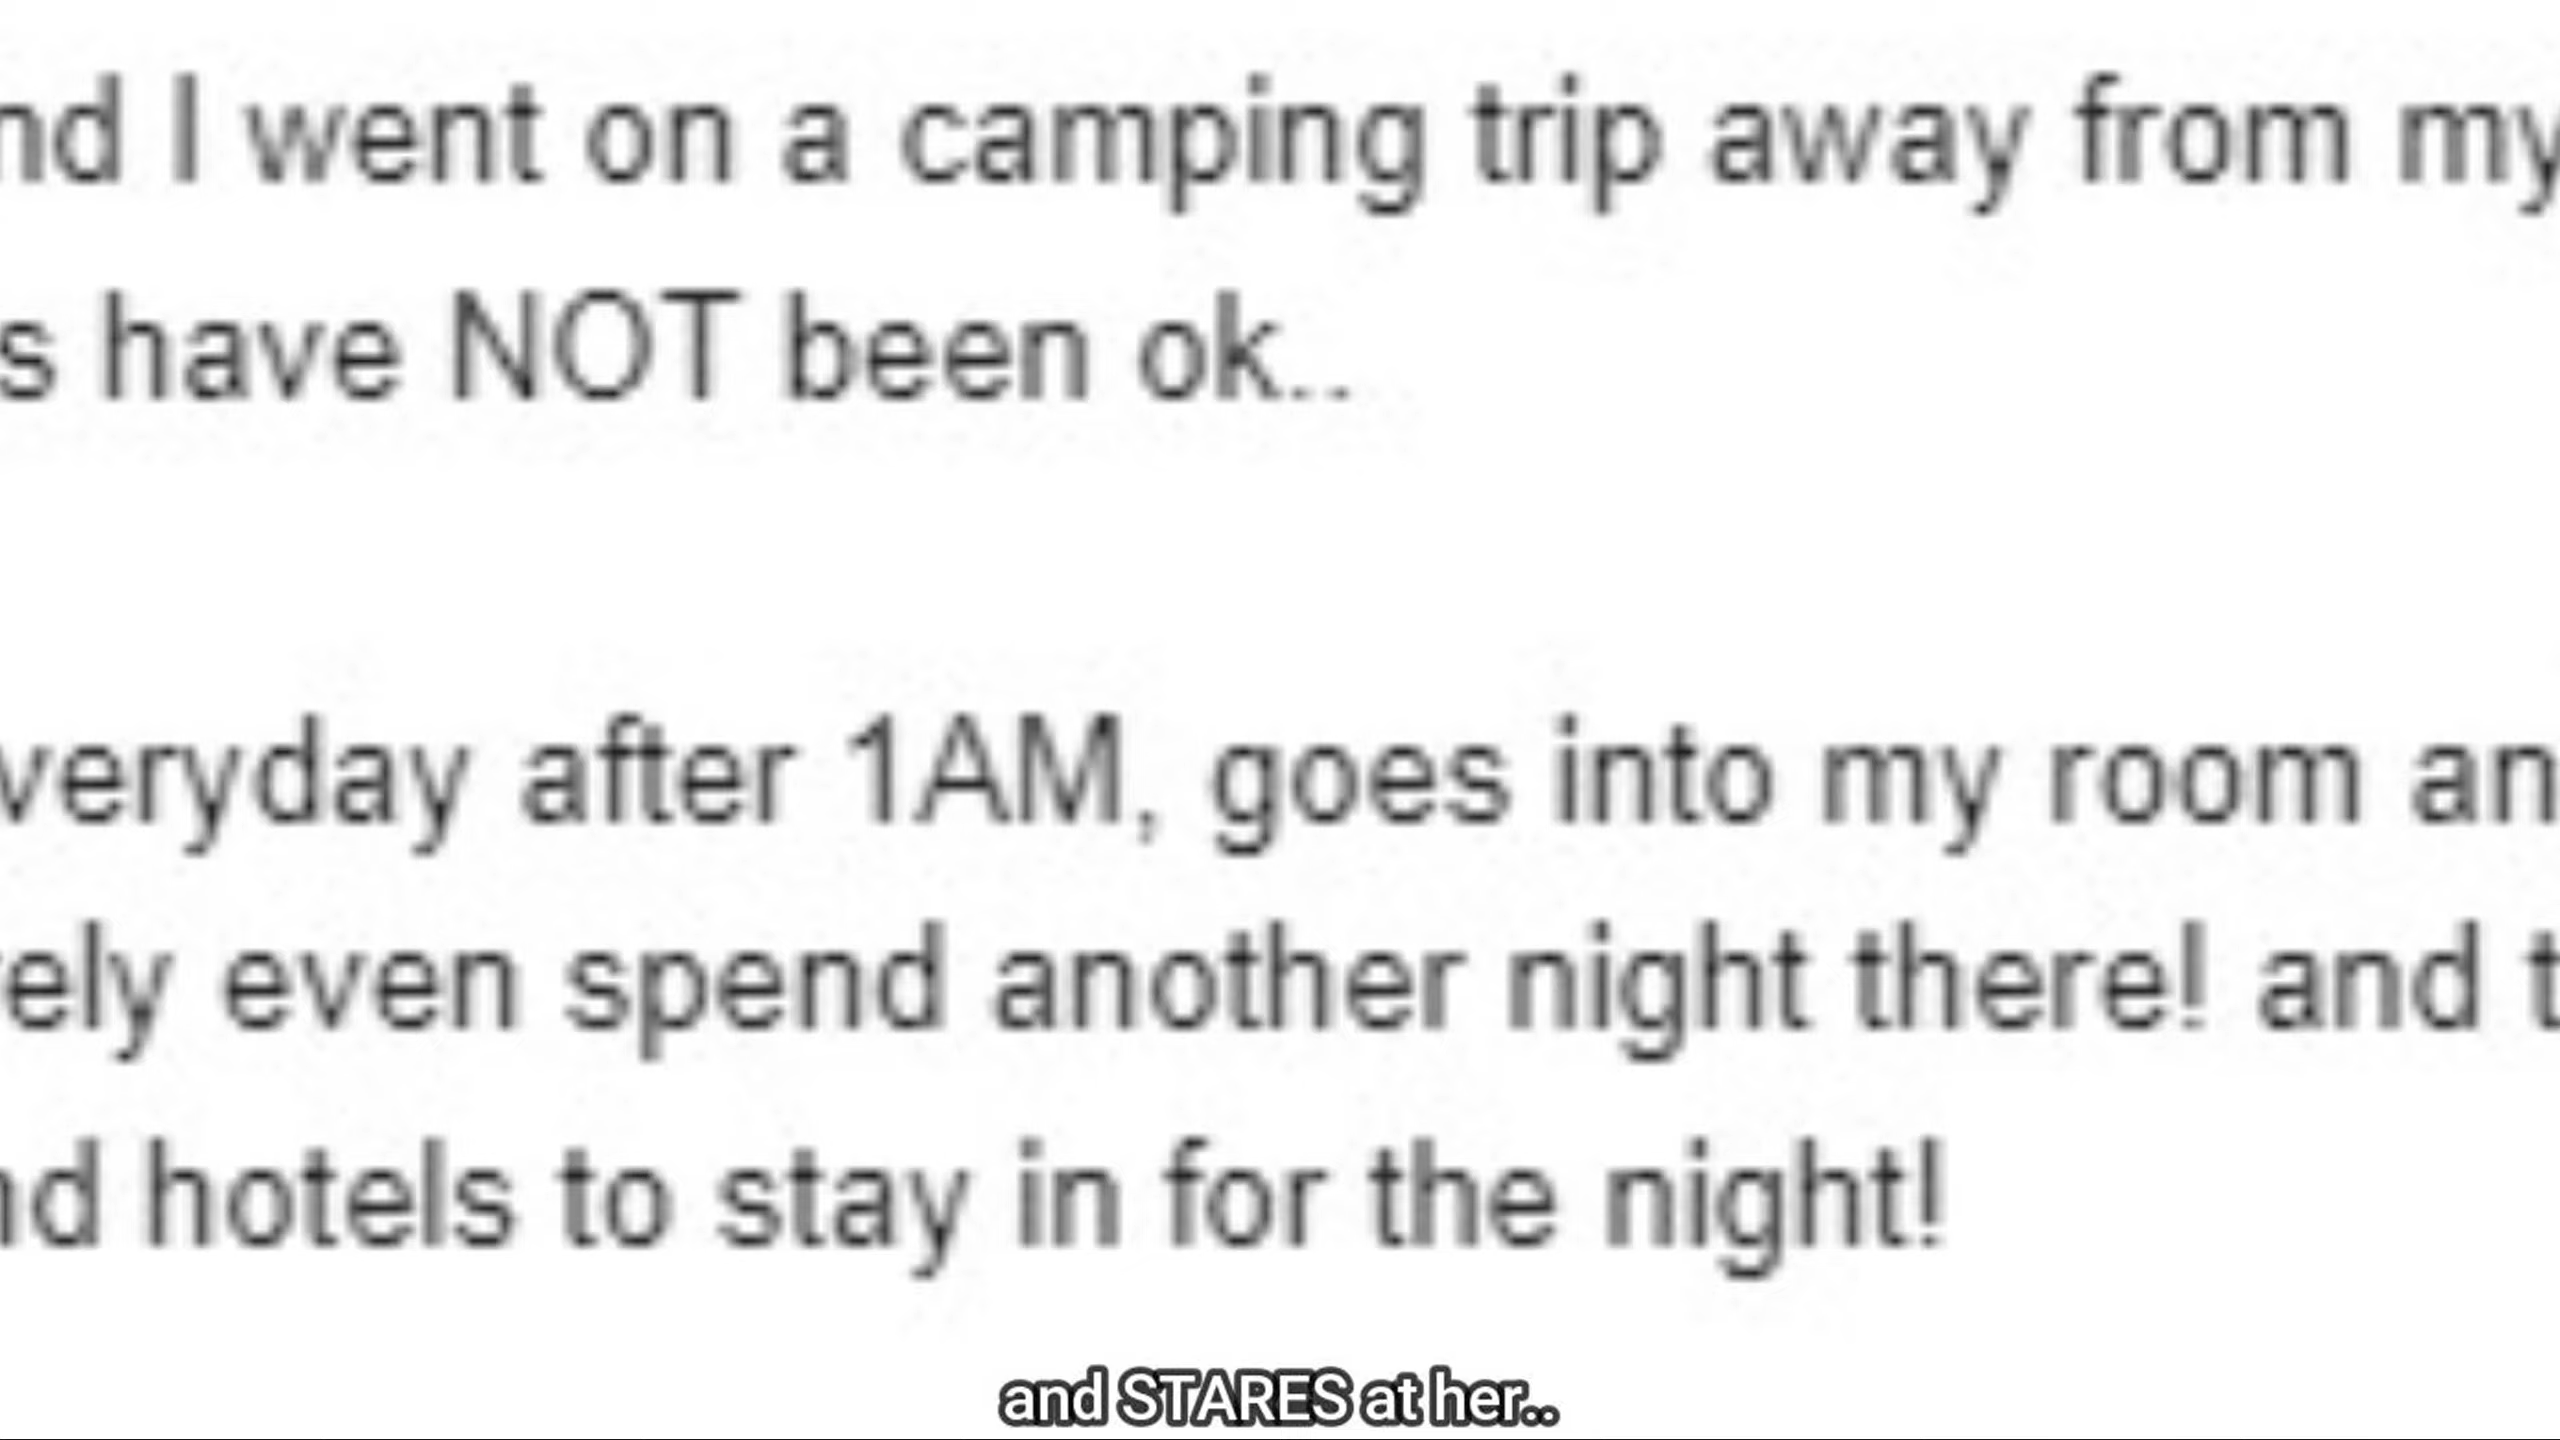 nd I went on a camping trip away from my
s have NOT been ok..
veryday after 1AM, goes into my room an
ely even spend another night there! and t
nd hotels to stay in for the night!
and STARES at her..